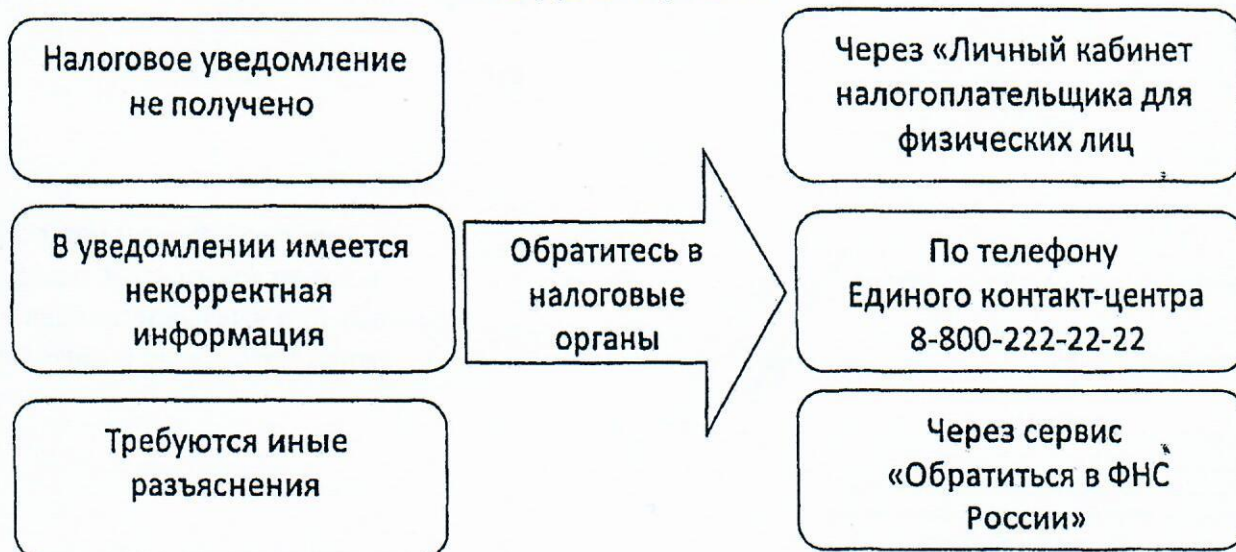 Налоговое уведомление
не получено
В уведомлении имеется
некорректная
информация
Требуются иные
разъяснения
Обратитесь в
налоговые
органы
Через «Личный кабинет
налогоплательщика для
физических лиц
По телефону
Единого контакт-центра
8-800-222-22-22
Через сервис
«Обратиться в ФНС
России»